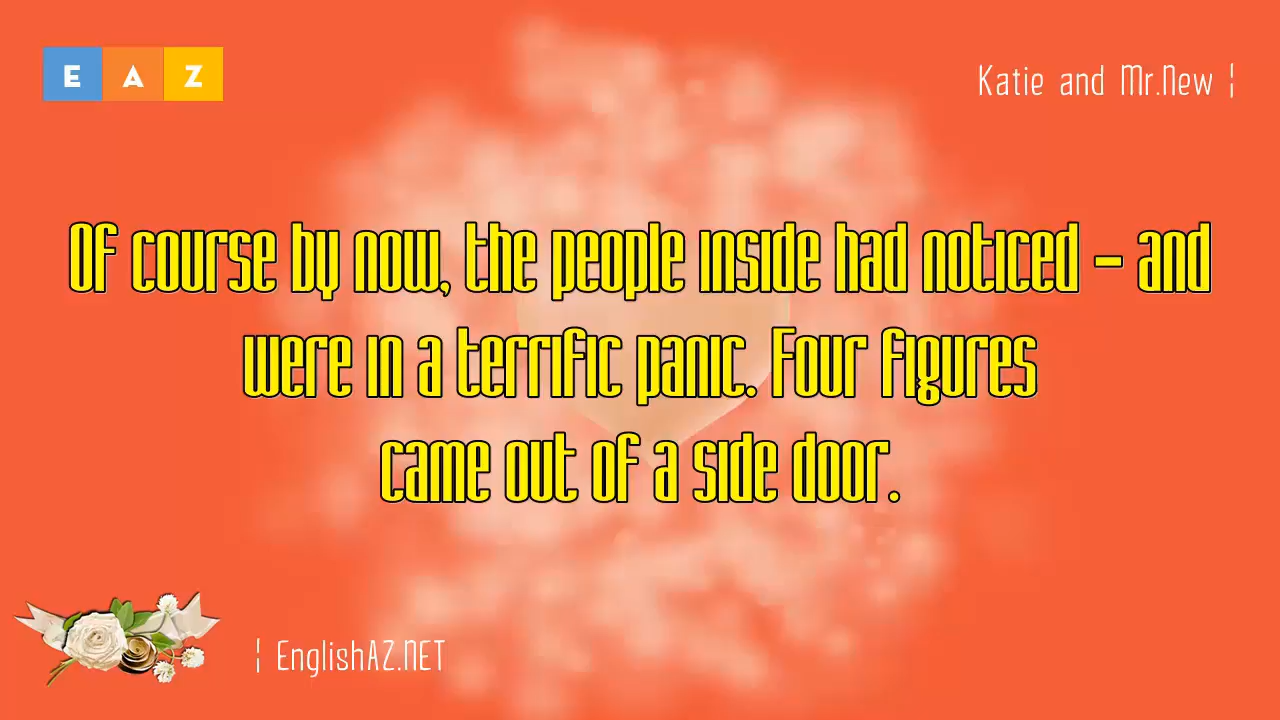 E A Z
Katie and Mr.New ¦
Of course by now, the people inside had noticed – and
were in a terrific panic. Four figures
came out of a side door.
¦ EnglishAZ.NET